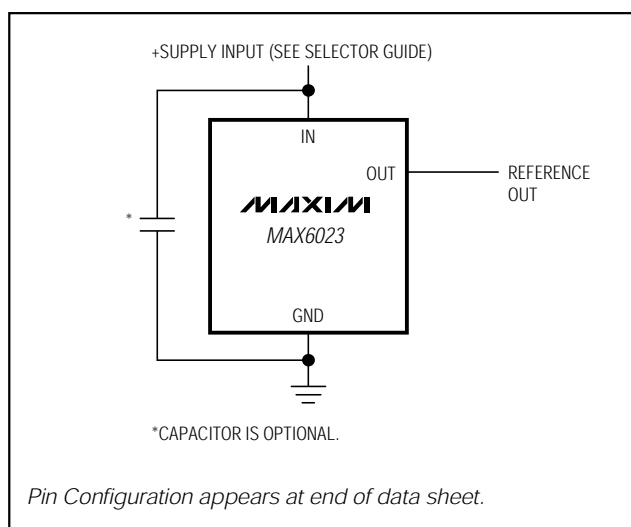 +SUPPLY INPUT (SEE SELECTOR GUIDE)
IN
OUT
REFERENCE
OUT
*
MAXIM
MAX6023
GND
*CAPACITOR IS OPTIONAL.
Pin Configuration appears at end of data sheet.